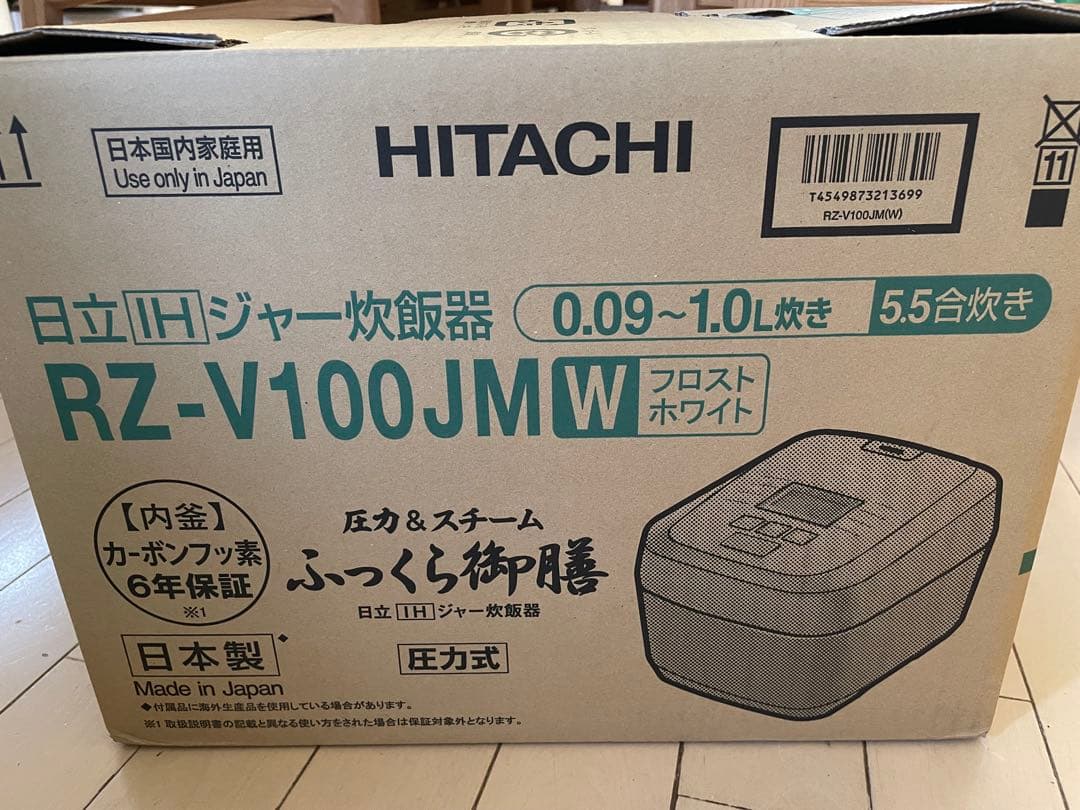 日本国内家庭用
Use only in Japan
HITACHI
T4549873213699
RZ-V100JM(W)
11
日立IHジャー炊飯器
0.09～1.0L炊き
5.5合炊き
RZ-V100JM W
フロスト
ホワイト
【内釜】
カーボンフッ素
6年保証
※1
圧力&スチーム
ふっくら御膳
日立IHジャー炊飯器
日本製◆
Made in Japan
圧力式
◆付属品に海外生産品を使用している場合があります。
※1 取扱説明書の記載と異なる使い方をされた場合は保証対象外となります。